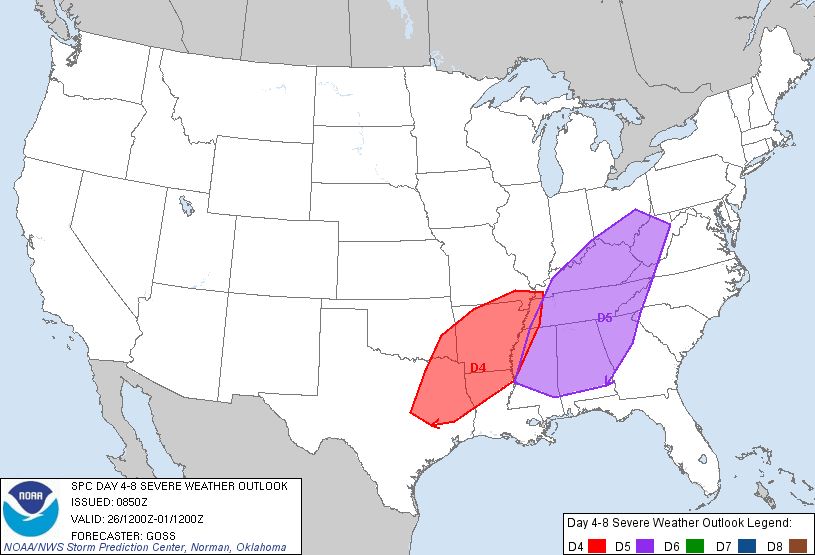 D5
D4
NOAA
SPC DAY 4-8 SEVERE WEATHER OUTLOOK
ISSUED: 0850Z
VALID: 26/1200Z-01/1200Z
FORECASTER: GOSS
NOAA/NWS Storm Prediction Center, Norman, Oklahoma
Day 4-8 Severe Weather Outlook Legend:
D4 D5 D6 D7 D8